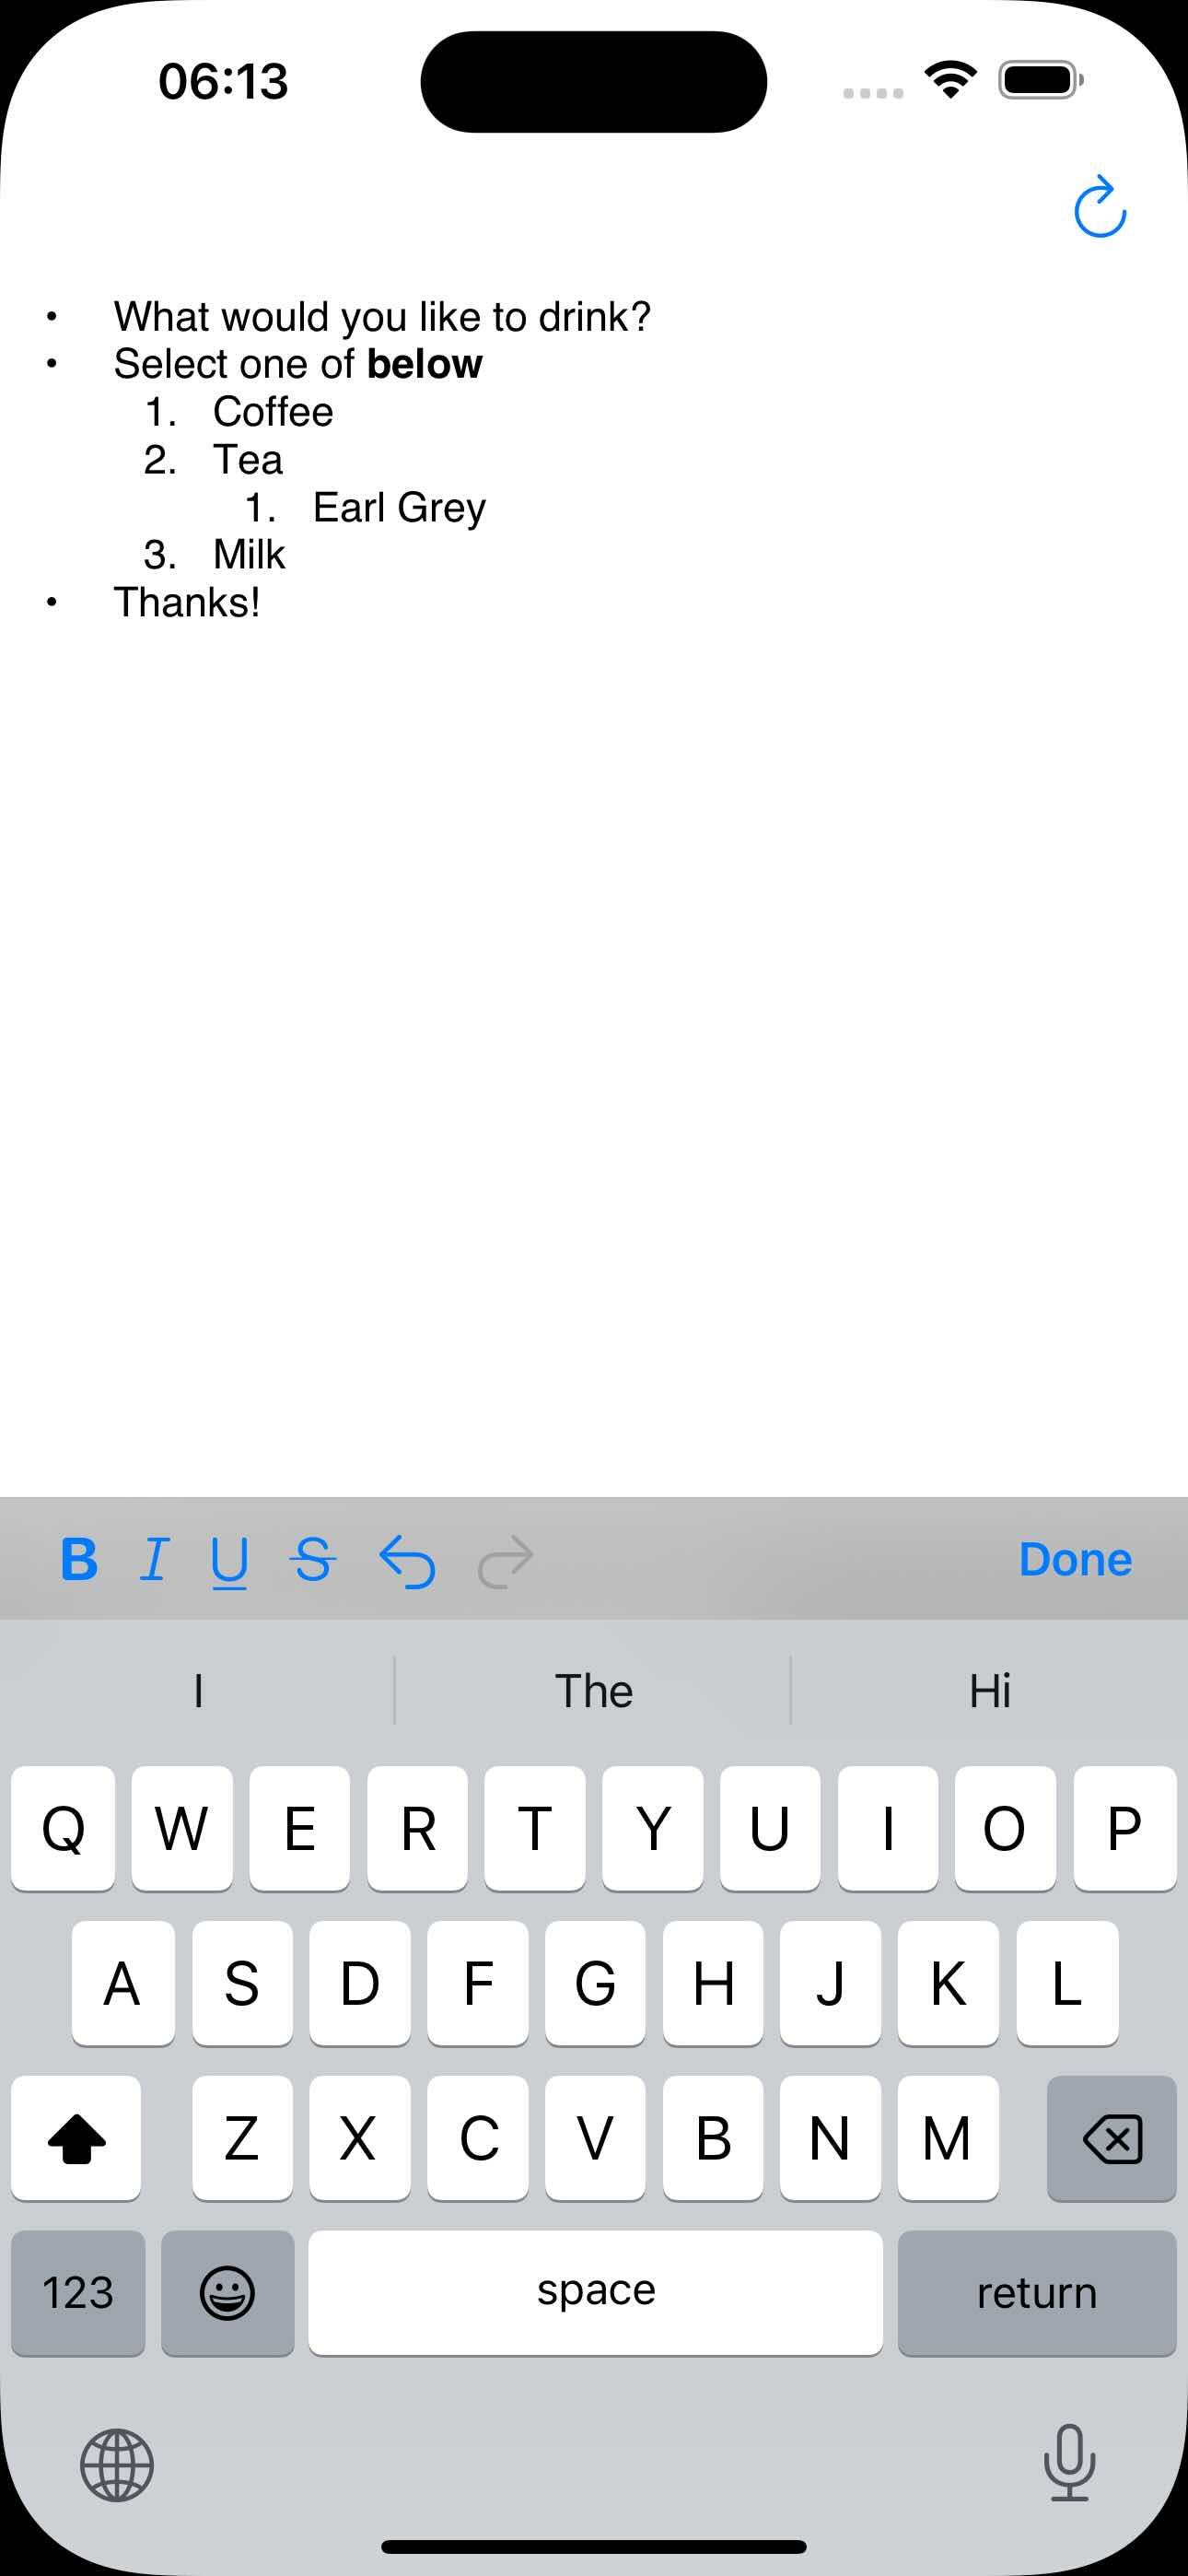 06:13
• What would you like to drink?
• Select one of below
1. Coffee
2. Tea
1. Earl Grey
3. Milk
• Thanks!
B I U S Done
I The Hi
Q W E R T Y U I O P
A S D F G H J K L
Z X C V B N M
123 space return